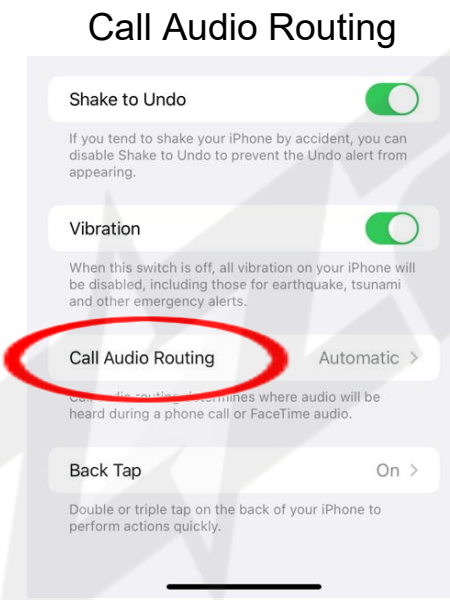 Call Audio Routing
Shake to Undo
If you tend to shake your iPhone by accident, you can
disable Shake to Undo to prevent the Undo alert from
appearing.
Vibration
When this switch is off, all vibration on your iPhone will
be disabled, including those for earthquake, tsunami
and other emergency alerts.
Call Audio Routing
Automatic >
Call audio routing determines where audio will be
heard during a phone call or FaceTime audio.
Back Tap
On >
Double or triple tap on the back of your iPhone to
perform actions quickly.